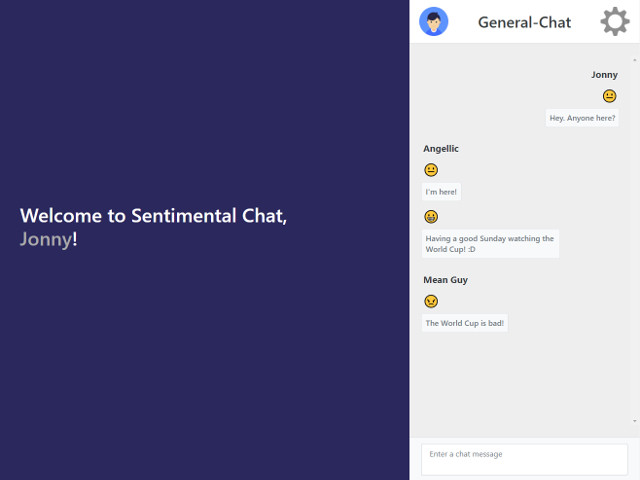 Welcome to Sentimental Chat,
Jonny!
General-Chat
Jonny
Hey. Anyone here?
Angellic
I'm here!
Having a good Sunday watching the
World Cup! :D
Mean Guy
The World Cup is bad!
Enter a chat message